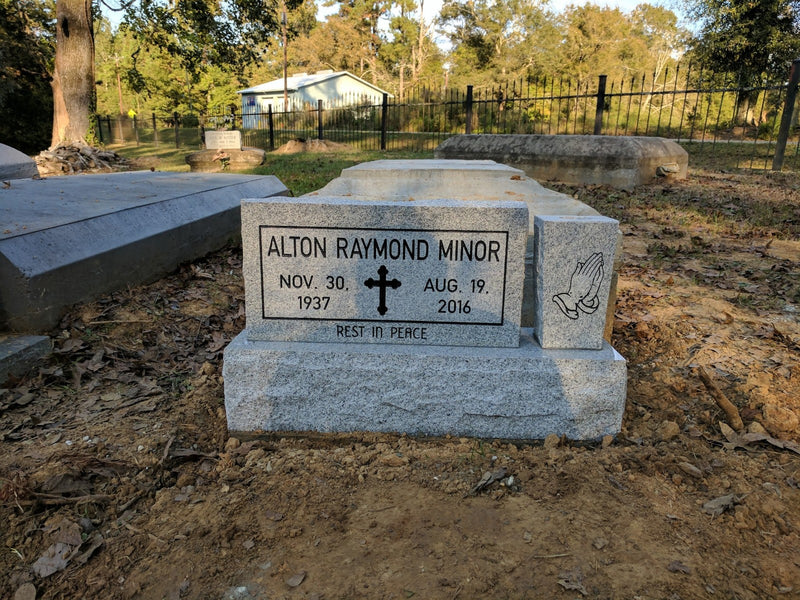 ALTON RAYMOND MINOR
NOV. 30, AUG. 19,
1937 2016
REST IN PEACE